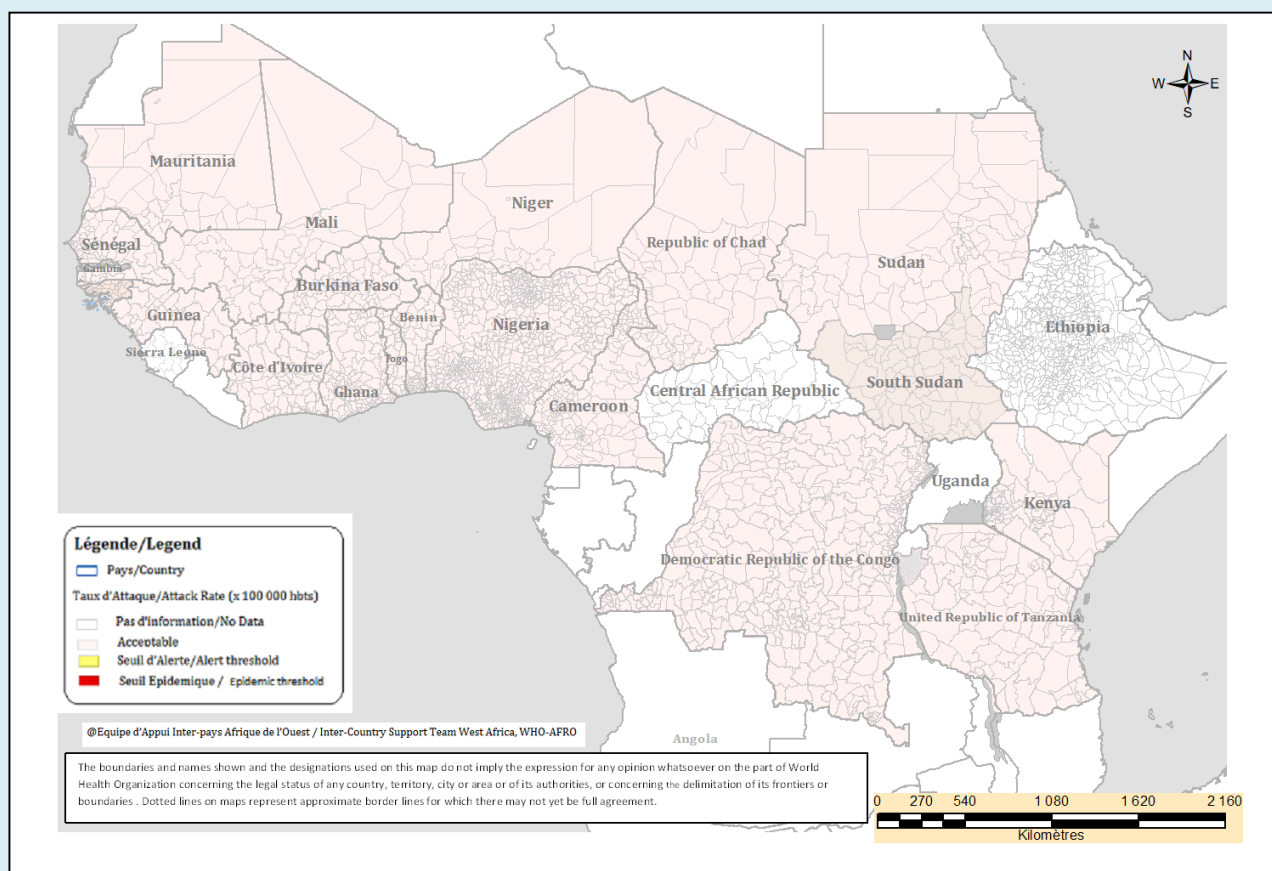 N
W E
S
Mauritania
Mali
Niger
Republic of Chad
Sudan
Sénégal
Gambia
Burkina Faso
Guinea
Benin
Nigeria
Ethiopia
Sierra Leone
Côte d'Ivoire
Togo
Ghana
Cameroon
Central African Republic
South Sudan
Uganda
Kenya
Democratic Republic of the Congo
United Republic of Tanzania
Angola
Légende/Legend
Pays/Country
Taux d'Attaque/Attack Rate (x 100 000 hbts)
Pas d'information/No Data
Acceptable
Seuil d'Alerte/Alert threshold
Seuil Epidemique / Epidemic threshold
@Equipe d'Appui Inter-pays Afrique de l'Ouest / Inter-Country Support Team West Africa, WHO-AFRO
The boundaries and names shown and the designations used on this map do not imply the expression for any opinion whatsoever on the part of World
Health Organization concerning the legal status of any country, territory, city or area or of its authorities, or concerning the delimitation of its frontiers or
boundaries . Dotted lines on maps represent approximate border lines for which there may not yet be full agreement.
0 270 540 1 080 1 620 2 160
Kilomètres